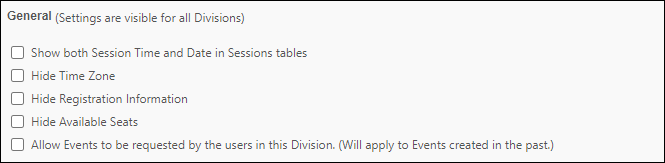 General (Settings are visible for all Divisions)
Show both Session Time and Date in Sessions tables
Hide Time Zone
Hide Registration Information
Hide Available Seats
Allow Events to be requested by the users in this Division. (Will apply to Events created in the past.)